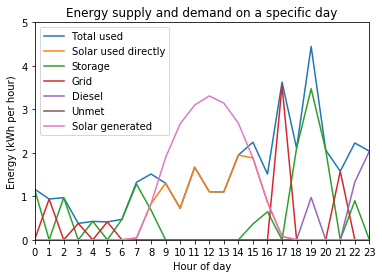 Energy supply and demand on a specific day
Energy (kWh per hour)
5
4
3
2
1
0
Total used
Solar used directly
Storage
Grid
Diesel
Unmet
Solar generated
0 1 2 3 4 5 6 7 8 9 10 11 12 13 14 15 16 17 18 19 20 21 22 23
Hour of day